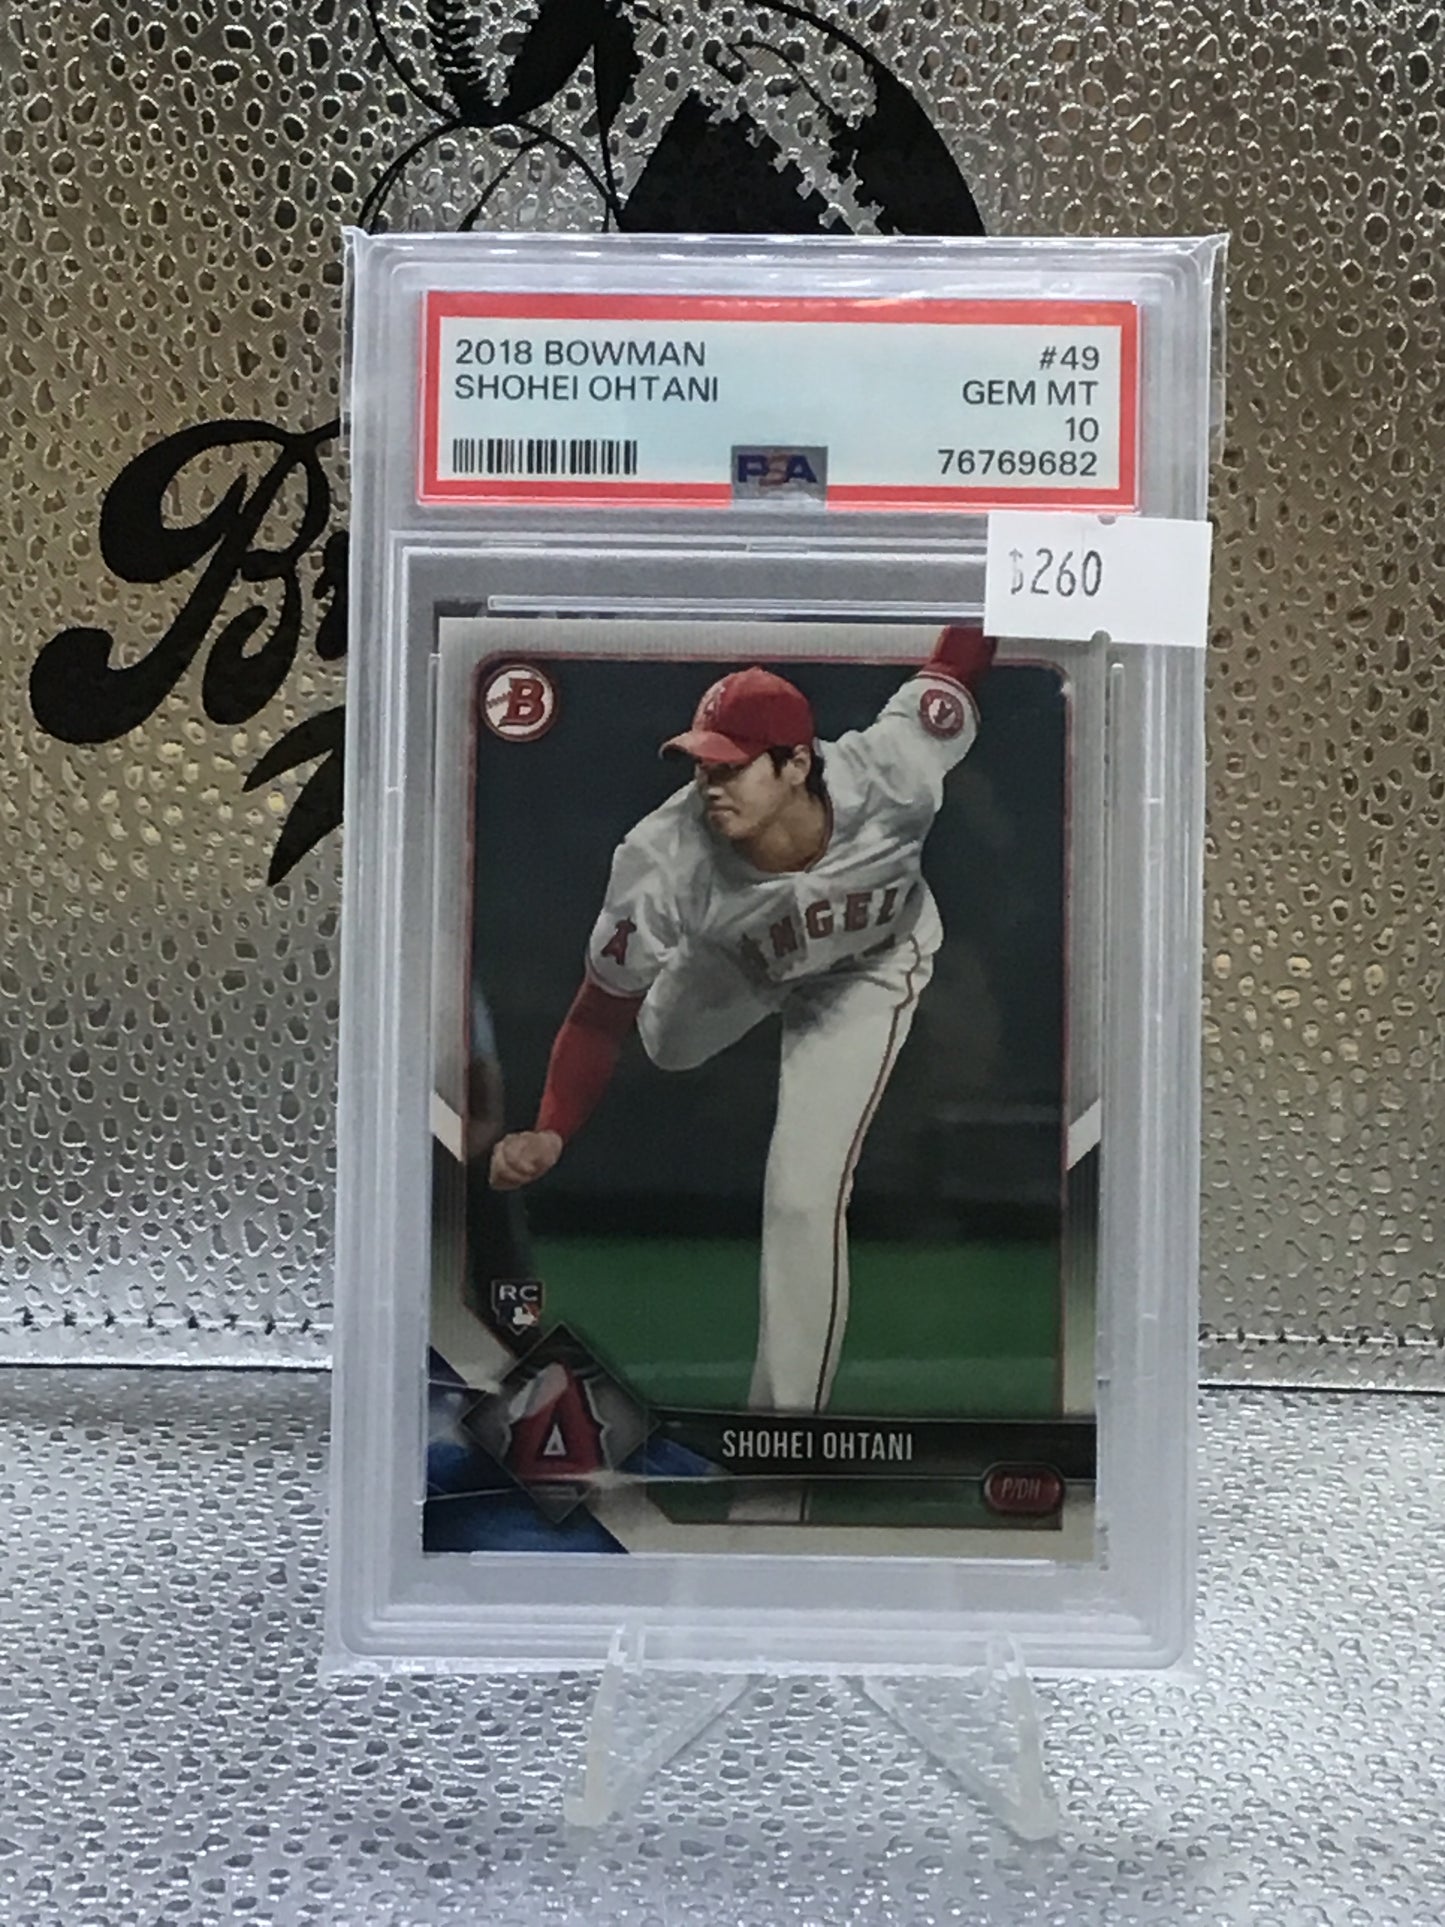 2018 BOWMAN #49
SHOHEI OHTANI GEM MT
10
PSA 76769682
$260
B
ANGEL
A
RC
A
SHOHEI OHTANI
P/DH